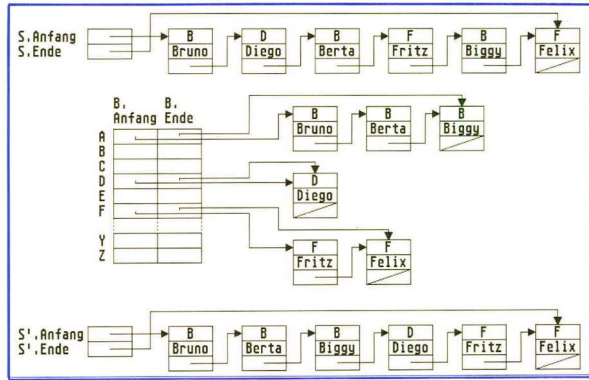 S.Anfang
S.Ende
B D B F B F
Bruno Diego Berta Fritz Biggy Felix
B. B.
Anfang Ende
A
B
C
D
E
F
Y
Z
B B B
Bruno Berta Biggy
D
Diego
F F
Fritz Felix
S'.Anfang
S'.Ende
B B B D F F
Bruno Berta Biggy Diego Fritz Felix